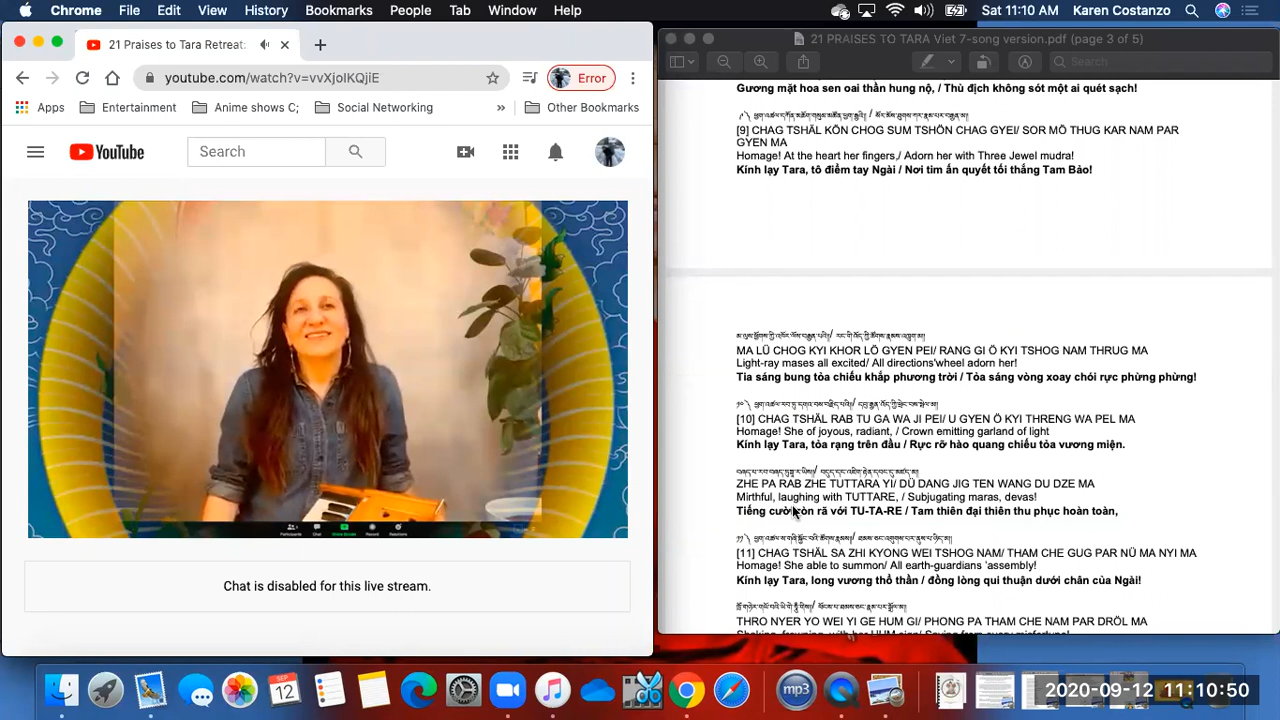 Chrome File Edit View History Bookmarks People Tab Window Help Sat 11:10 AM Karen Costanzo
21 Praises to Tara Retreat:
21 PRAISES TO TARA Viet 7-song version.pdf (page 3 of 5)
youtube.com/watch?v=vvXjolKQjiE
Error
Search
Apps Entertainment Anime shows C; Social Networking » Other Bookmarks
YouTube
Search
Chat is disabled for this live stream.
Gương mặt hoa sen oai thần hung nộ, / Thù địch không sót một ai quét sạch!
[9] CHAG TSHÄL KÖN CHOG SUM TSHÖN CHAG GYEI/ SOR MÖ THUG KAR NAM PAR
GYEN MA
Homage! At the heart her fingers,/ Adorn her with Three Jewel mudra!
Kính lạy Tara, tô điểm tay Ngài / Nơi tim ấn quyết tối thắng Tam Bảo!
MA LÜ CHOG KYI KHOR LÖ GYEN PEI/ RANG GI Ö KYI TSHOG NAM THRUG MA
Light-ray mases all excited/ All directions'wheel adorn her!
Tia sáng bung tỏa chiếu khắp phương trời / Tỏa sáng vòng xoay chói rực phừng phừng!
[10] CHAG TSHÄL RAB TU GA WA JI PEI/ U GYEN Ö KYI THRENG WA PEL MA
Homage! She of joyous, radiant, / Crown emitting garland of light
Kính lạy Tara, tỏa rạng trên đầu / Rực rỡ hào quang chiếu tỏa vương miện.
ZHE PA RAB ZHE TUTTARA YI/ DÜ DANG JIG TEN WANG DU DZE MA
Mirthful, laughing with TUTTARE, / Subjugating maras, devas!
Tiếng cười giòn rã với TU-TA-RE / Tam thiên đại thiên thu phục hoàn toàn,
[11] CHAG TSHÄL SA ZHI KYONG WEI TSHOG NAM/ THAM CHE GUG PAR NÜ MA NYI MA
Homage! She able to summon/ All earth-guardians 'assembly!
Kính lạy Tara, long vương thổ thần / đồng lòng qui thuận dưới chân của Ngài!
THRO NYER YO WEI YI GE HUM GI/ PHONG PA THAM CHE NAM PAR DRÖL MA
SEP
12
mp3
2020-09-12 11:10:50